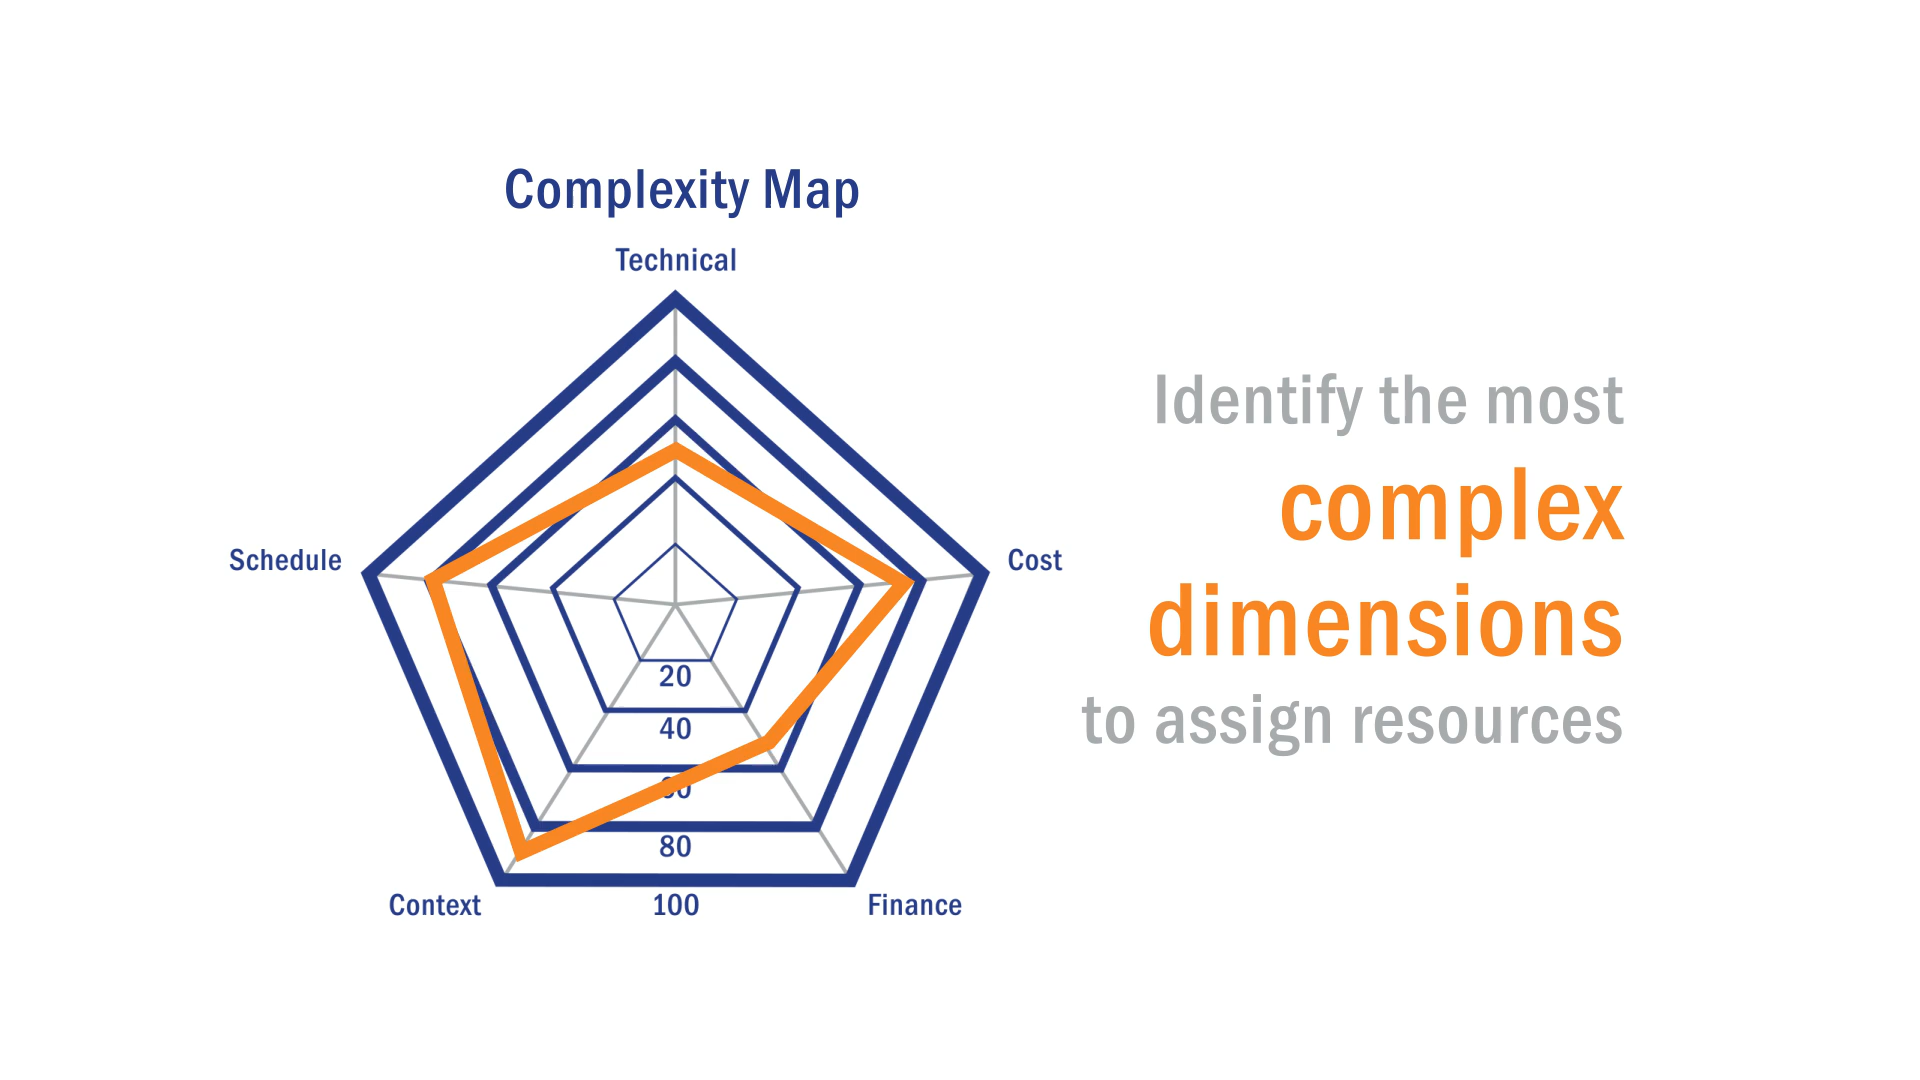 Complexity Map
Technical
Schedule
Cost
20
40
60
80
100
Context
Finance
Identify the most
complex
dimensions
to assign resources